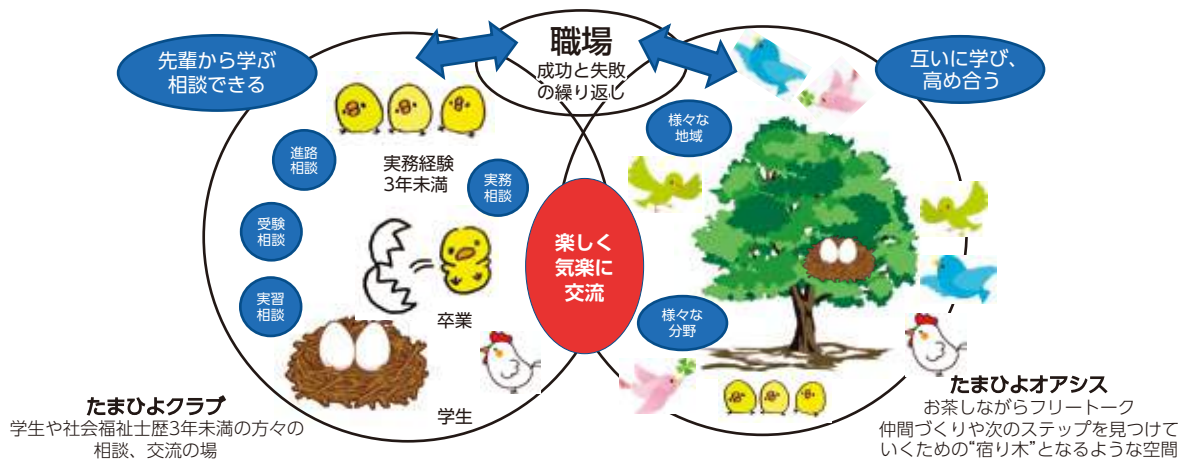 職場
成功と失敗
の繰り返し
先輩から学ぶ
相談できる
互いに学び、
高め合う
進路
相談
実務経験
3年未満
実務
相談
受験
相談
実習
相談
卒業
学生
楽しく
気楽に
交流
様々な
地域
様々な
分野
たまひよクラブ
学生や社会福祉士歴3年未満の方々の
相談、交流の場
たまひよオアシス
お茶しながらフリートーク
仲間づくりや次のステップを見つけて
いくための“宿り木”となるような空間